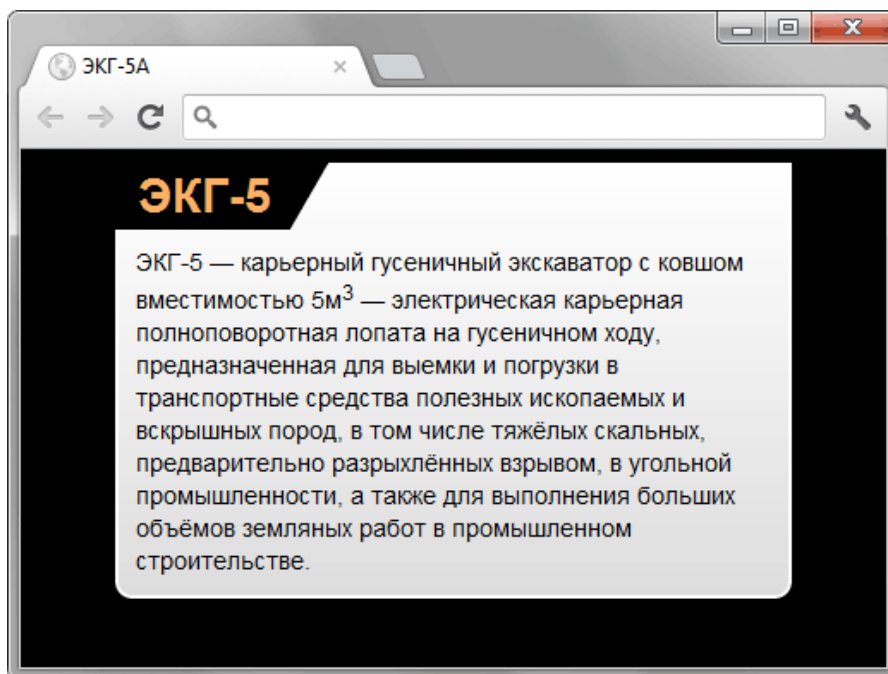 ЭКГ-5А
ЭКГ-5
ЭКГ-5 — карьерный гусеничный экскаватор с ковшом
вместимостью 5м³ — электрическая карьерная
полноповоротная лопата на гусеничном ходу,
предназначенная для выемки и погрузки в
транспортные средства полезных ископаемых и
вскрышных пород, в том числе тяжёлых скальных,
предварительно разрыхлённых взрывом, в угольной
промышленности, а также для выполнения больших
объёмов земляных работ в промышленном
строительстве.